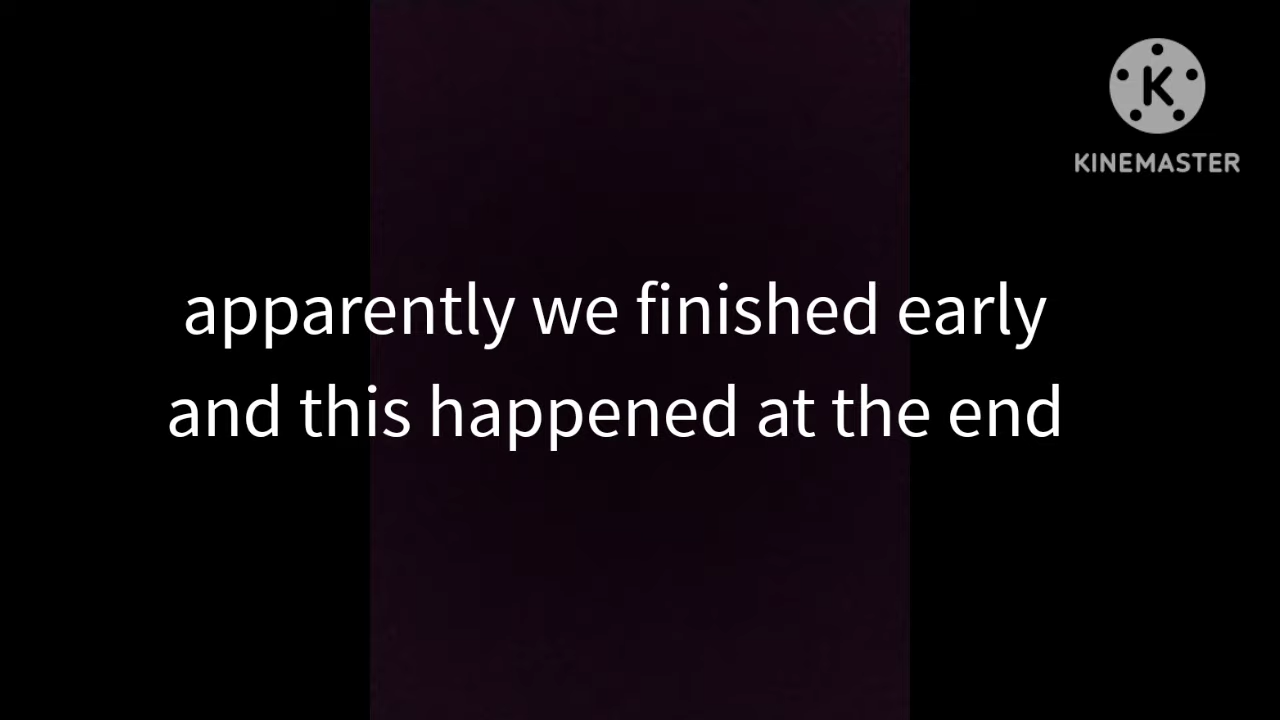 KINEMASTER
apparently we finished early
and this happened at the end